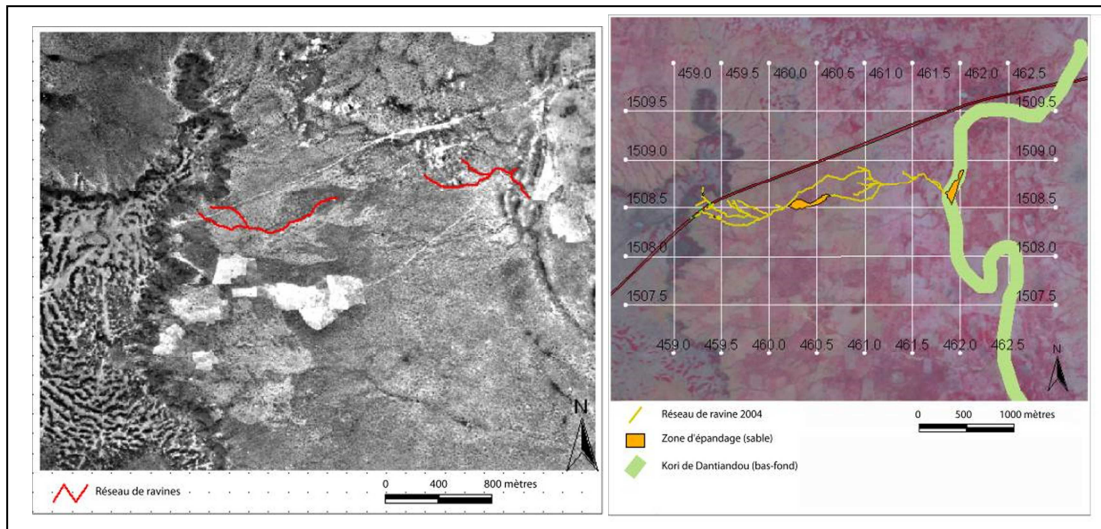 N
Réseau de ravines
0 400 800 mètres
459.0 459.5 460.0 460.5 461.0 461.5 462.0 462.5
1509.5 1509.5
1509.0 1509.0
1508.5 1508.5
1508.0 1508.0
1507.5 1507.5
459.0 459.5 460.0 460.5 461.0 461.5 462.0 462.5
N
Réseau de ravine 2004
0 500 1000 mètres
Zone d'épandage (sable)
Kori de Dantiandou (bas-fond)